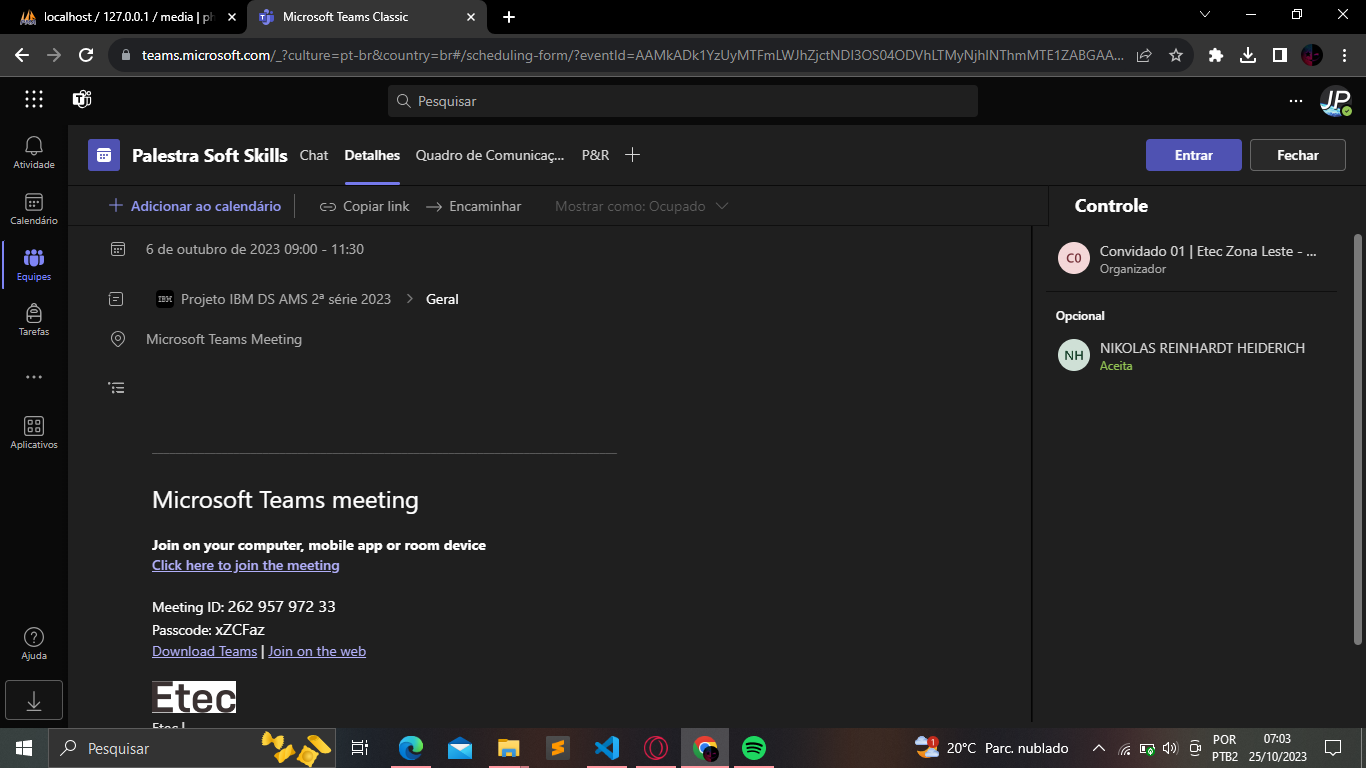 localhost / 127.0.0.1 / media | ph
Microsoft Teams Classic
teams.microsoft.com/_?culture=pt-br&country=br#/scheduling-form/?eventId=AAMkADk1YzUyMTFmLWJhZjctNDI3OS04ODVhLTMyNjhlNThmMTE1ZABGAA...
Pesquisar
JP
Atividade
Calendário
Equipes
Tarefas
Aplicativos
Ajuda
Palestra Soft Skills Chat Detalhes Quadro de Comunicaç... P&R
Entrar Fechar
Adicionar ao calendário Copiar link Encaminhar Mostrar como: Ocupado
6 de outubro de 2023 09:00 - 11:30
IBM Projeto IBM DS AMS 2ª série 2023 > Geral
Microsoft Teams Meeting
Microsoft Teams meeting
Join on your computer, mobile app or room device
Click here to join the meeting
Meeting ID: 262 957 972 33
Passcode: xZCFaz
Download Teams | Join on the web
Etec
Etec |
Controle
C0 Convidado 01 | Etec Zona Leste - ...
Organizador
Opcional
NH NIKOLAS REINHARDT HEIDERICH
Aceita
Pesquisar
1
20°C Parc. nublado
POR
PTB2
07:03
25/10/2023